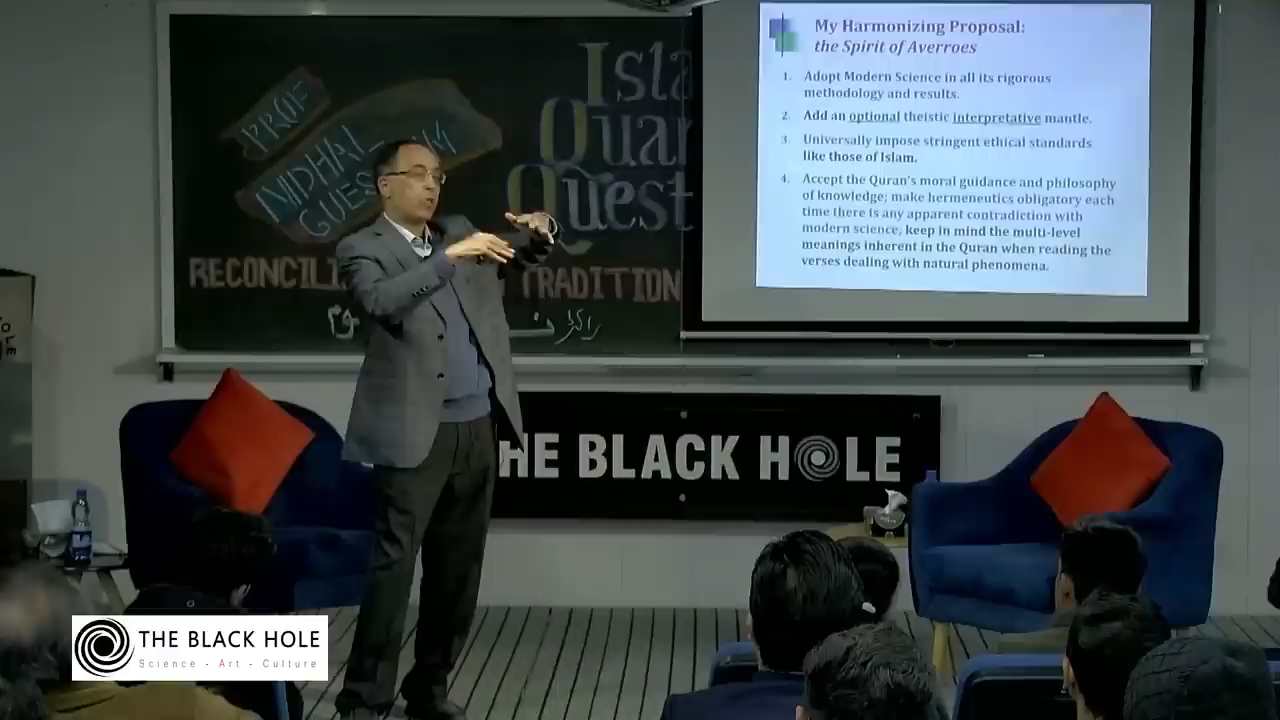 My Harmonizing Proposal:
the Spirit of Averroes
1. Adopt Modern Science in all its rigorous
methodology and results.
2. Add an optional theistic interpretative mantle.
3. Universally impose stringent ethical standards
like those of Islam.
4. Accept the Quran's moral guidance and philosophy
of knowledge; make hermeneutics obligatory each
time there is any apparent contradiction with
modern science; keep in mind the multi-level
meanings inherent in the Quran when reading the
verses dealing with natural phenomena.
PROF
NIDHAL
GUES
Isla
Quan
Quest
RECONCILI TRADITION
HE BLACK HOLE
OLE
THE BLACK HOLE
Science - Art - Culture